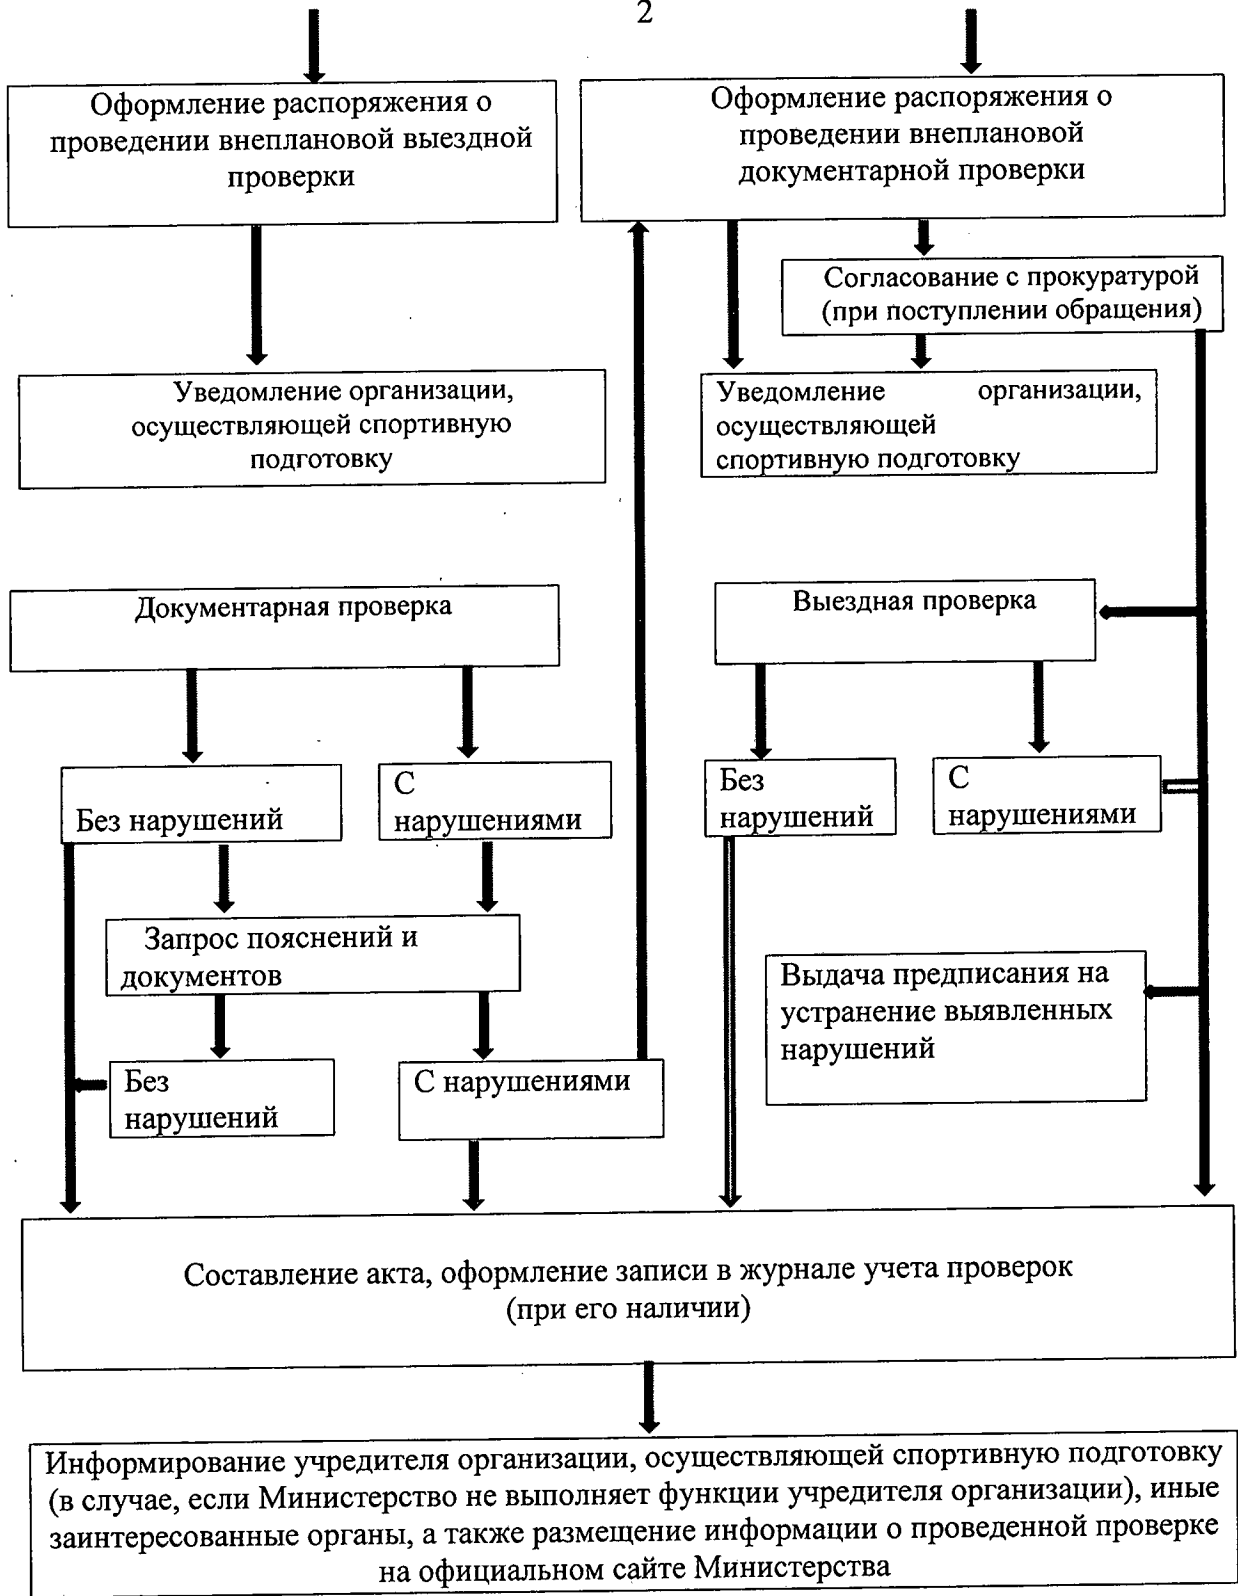 2
Оформление распоряжения о
проведении внеплановой выездной
проверки
Оформление распоряжения о
проведении внеплановой
документарной проверки
Согласование с прокуратурой
(при поступлении обращения)
Уведомление организации,
осуществляющей спортивную
подготовку
Уведомление организации,
осуществляющей
спортивную подготовку
Документарная проверка
Выездная проверка
Без нарушений
С
нарушениями
Без
нарушений
С
нарушениями
Запрос пояснений и
документов
Выдача предписания на
устранение выявленных
нарушений
Без
нарушений
С нарушениями
Составление акта, оформление записи в журнале учета проверок
(при его наличии)
Информирование учредителя организации, осуществляющей спортивную подготовку
(в случае, если Министерство не выполняет функции учредителя организации), иные
заинтересованные органы, а также размещение информации о проведенной проверке
на официальном сайте Министерства